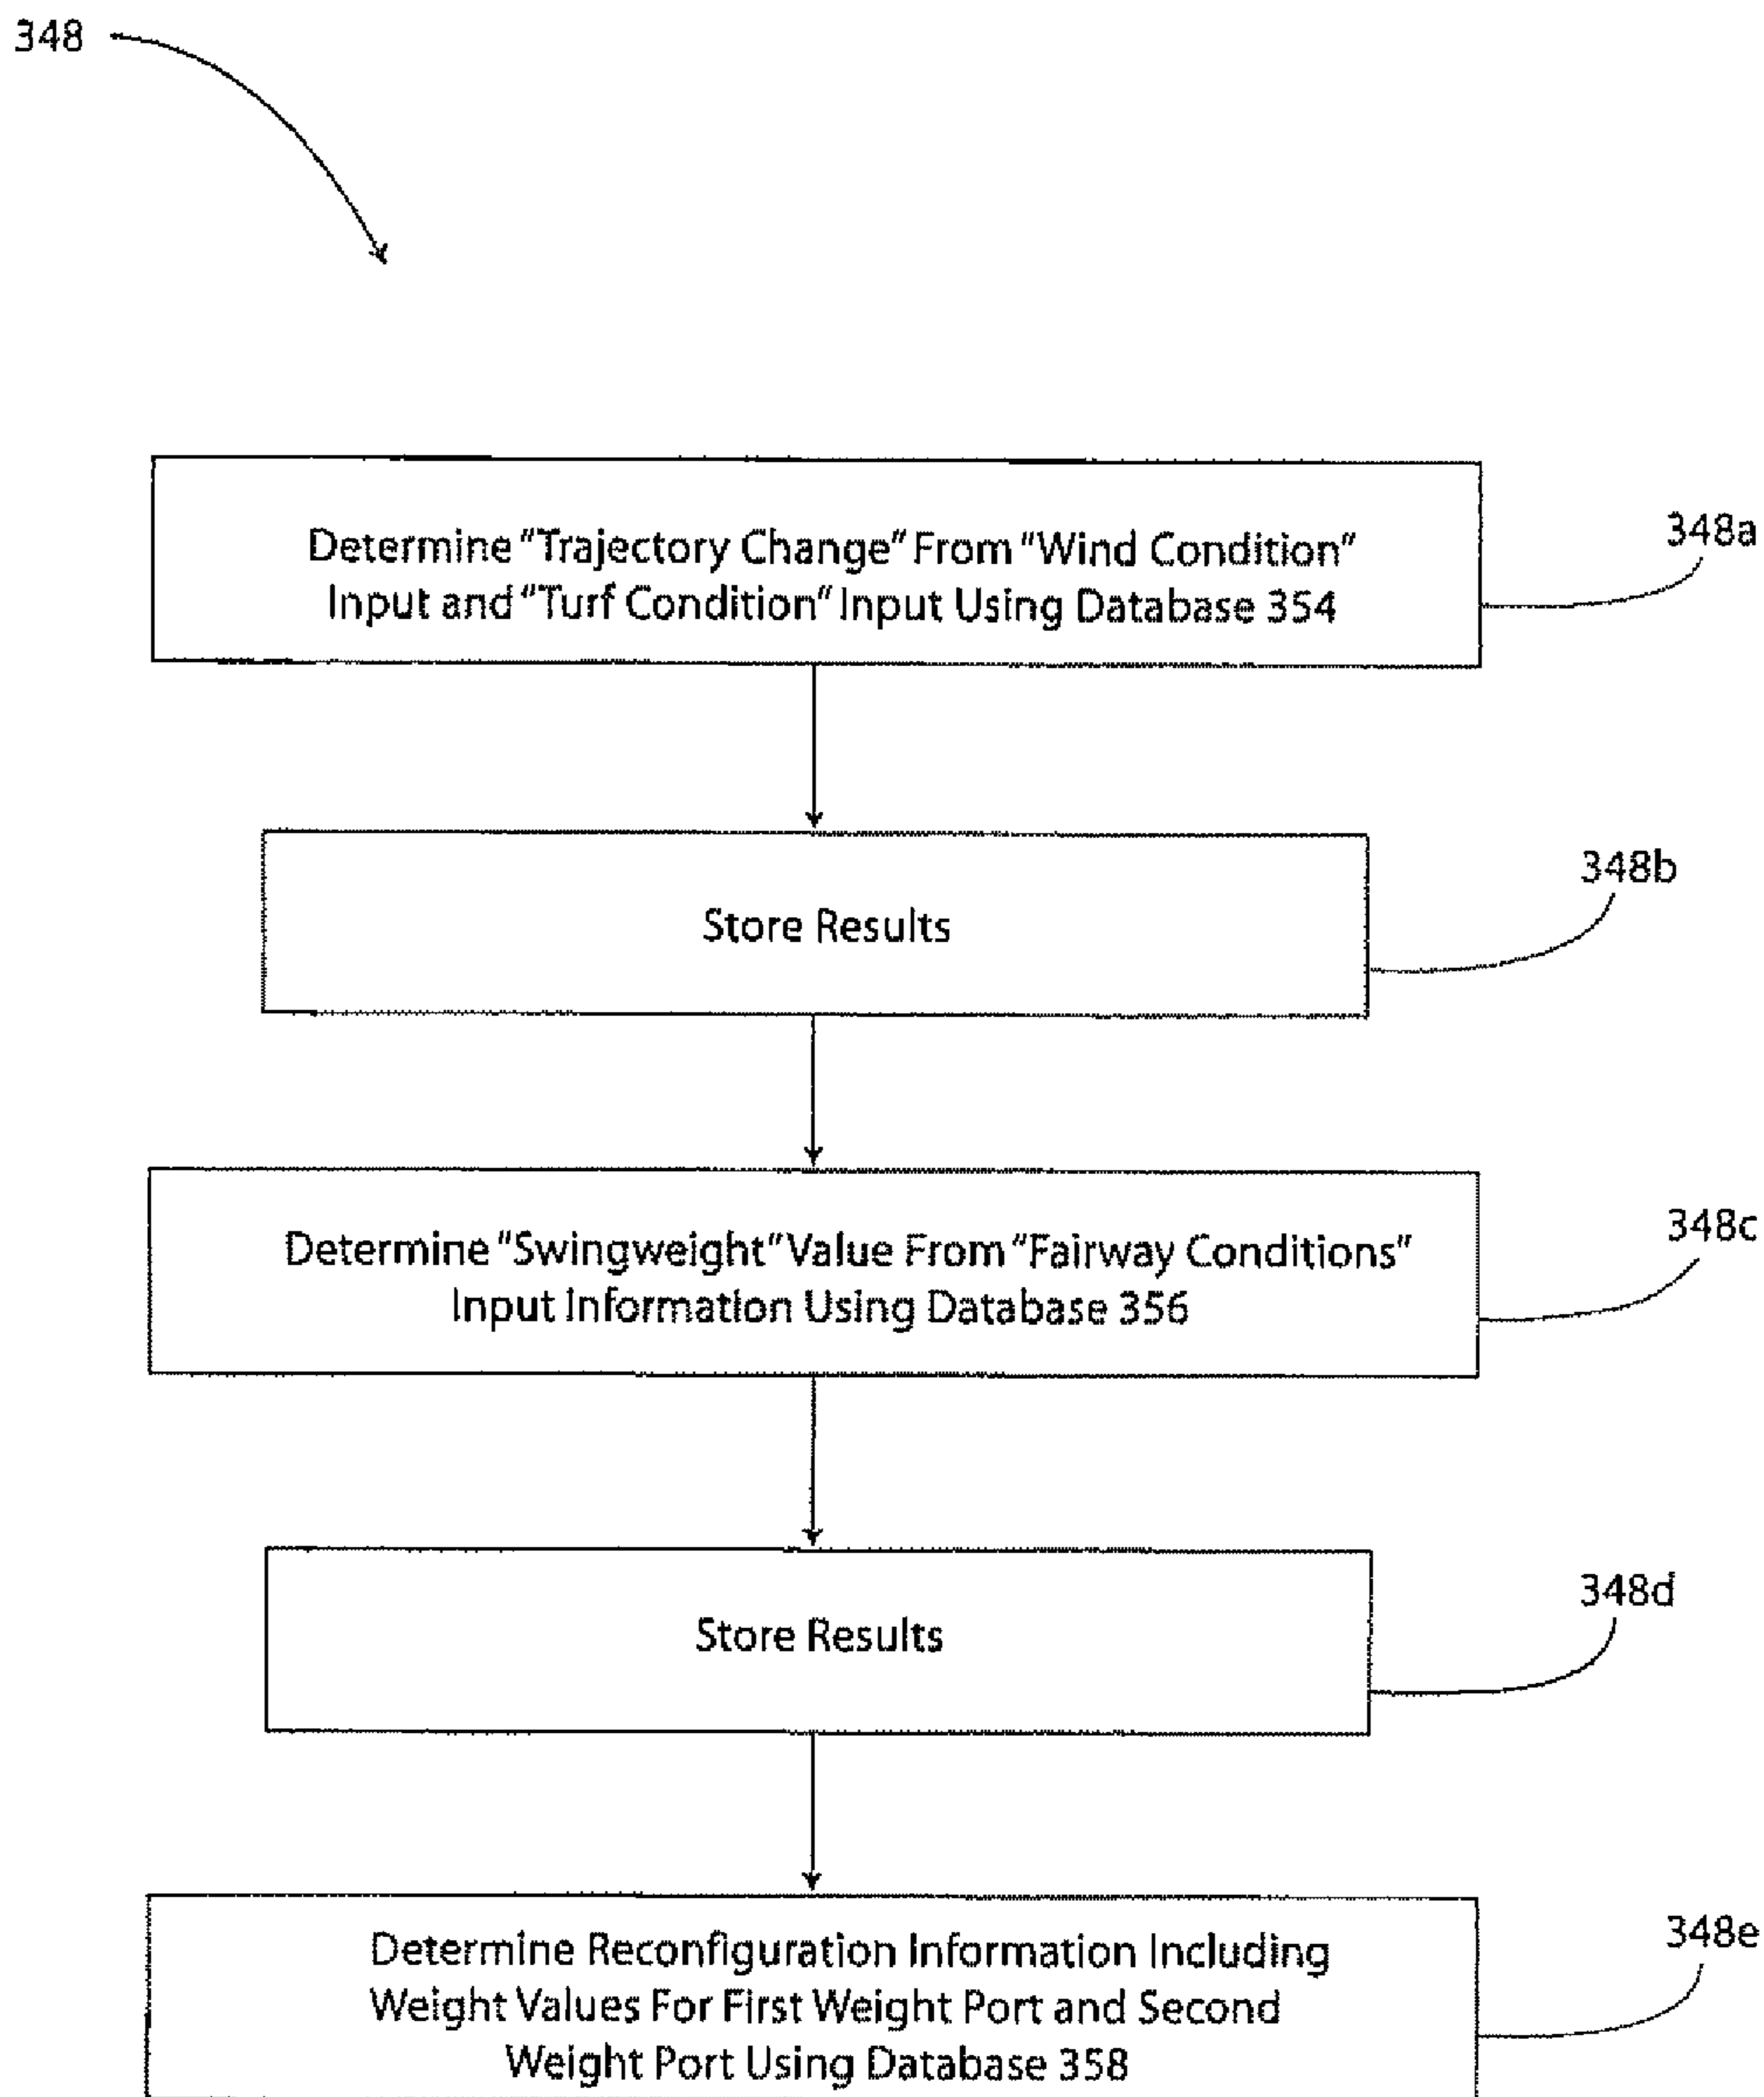 348
Determine "Trajectory Change" From "Wind Condition"
Input and "Turf Condition" Input Using Database 354
348a
Store Results
348b
Determine "Swingweight" Value From "Fairway Conditions"
Input Information Using Database 356
348c
Store Results
348d
Determine Reconfiguration Information Including
Weight Values For First Weight Port and Second
Weight Port Using Database 358
348e